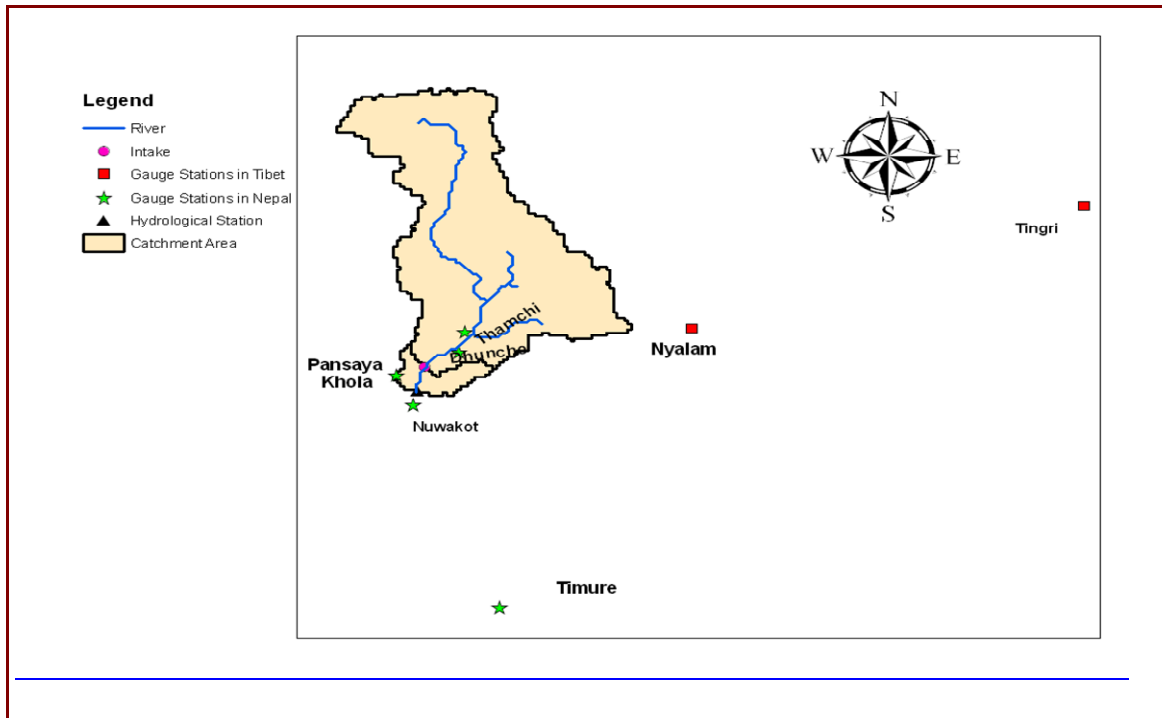 Legend
River
Intake
Gauge Stations in Tibet
Gauge Stations in Nepal
Hydrological Station
Catchment Area
N
W
E
S
Tingri
Thamchi
Nyalam
Dhunche
Pansaya
Khola
Nuwakot
Timure